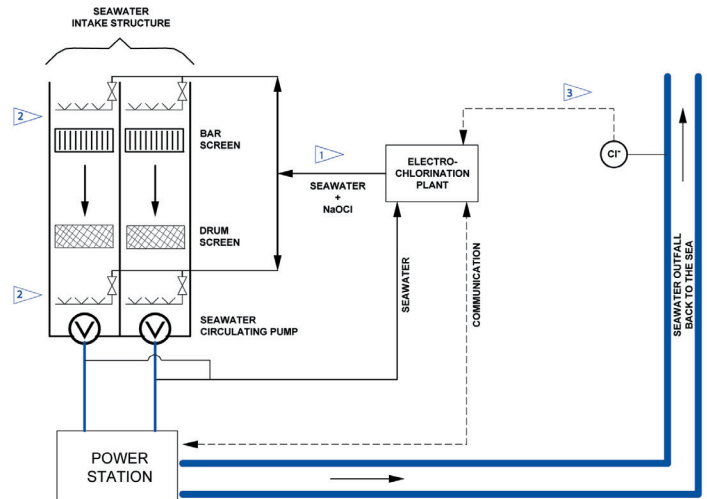 SEAWATER
INTAKE STRUCTURE
2
BAR
SCREEN
1
SEAWATER
+
NaOCl
ELECTRO-
CHLORINATION
PLANT
3
Cl-
DRUM
SCREEN
2
SEAWATER
CIRCULATING PUMP
SEAWATER
COMMUNICATION
SEAWATER OUTFALL
BACK TO THE SEA
POWER
STATION